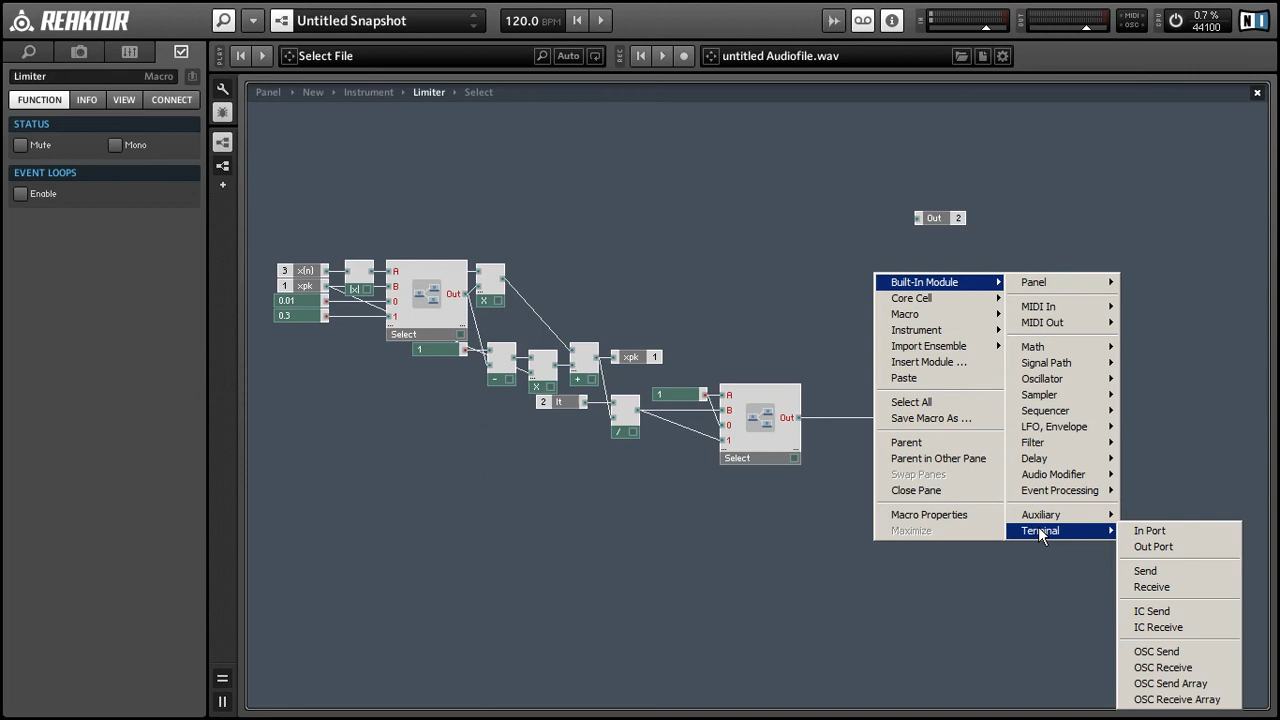 REAKTOR
Untitled Snapshot
120.0 BPM
IN
OUT
MIDI
OSC
CPU
0.7 %
44100
PLAY
Select File
Auto
REC
untitled Audiofile.wav
Limiter Macro
FUNCTION INFO VIEW CONNECT
STATUS
Mute Mono
EVENT LOOPS
Enable
Panel New Instrument Limiter Select
Out 2
3 x(n)
1 xpk
0.01
0.3
|x|
A
B
0
1
Out
Select
X
1
-
X
+
xpk 1
2 lt
/
1
A
B
0
1
Out
Select
Built-In Module
Core Cell
Macro
Instrument
Import Ensemble
Insert Module ...
Paste
Select All
Save Macro As ...
Parent
Parent in Other Pane
Swap Panes
Close Pane
Macro Properties
Maximize
Panel
MIDI In
MIDI Out
Math
Signal Path
Oscillator
Sampler
Sequencer
LFO, Envelope
Filter
Delay
Audio Modifier
Event Processing
Auxiliary
Terminal
In Port
Out Port
Send
Receive
IC Send
IC Receive
OSC Send
OSC Receive
OSC Send Array
OSC Receive Array